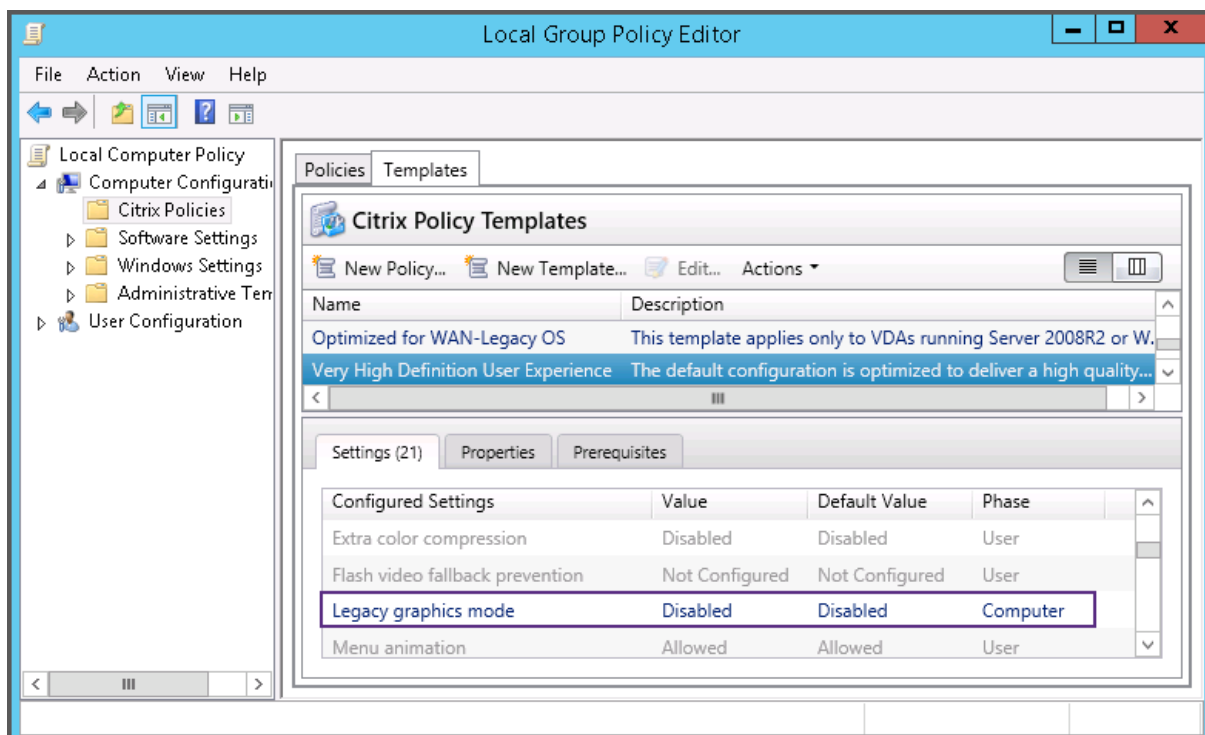 Local Group Policy Editor
File Action View Help
Local Computer Policy
Computer Configurati
Citrix Policies
Software Settings
Windows Settings
Administrative Tem
User Configuration
Policies Templates
Citrix Policy Templates
New Policy... New Template... Edit... Actions
Name Description
Optimized for WAN-Legacy OS This template applies only to VDAs running Server 2008R2 or W.
Very High Definition User Experience The default configuration is optimized to deliver a high quality...
Settings (21) Properties Prerequisites
Configured Settings Value Default Value Phase
Extra color compression Disabled Disabled User
Flash video fallback prevention Not Configured Not Configured User
Legacy graphics mode Disabled Disabled Computer
Menu animation Allowed Allowed User